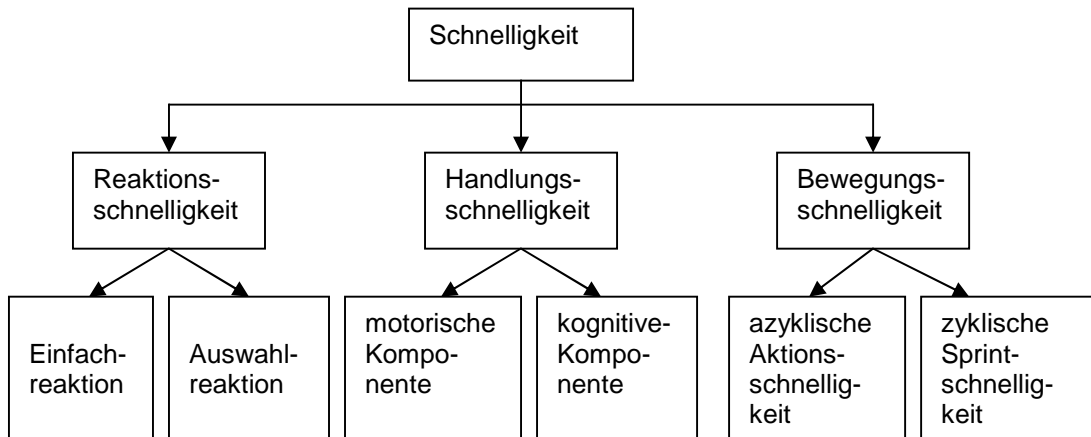 Schnelligkeit
Reaktions-
schnelligkeit
Handlungs-
schnelligkeit
Bewegungs-
schnelligkeit
Einfach-
reaktion
Auswahl-
reaktion
motorische
Kompo-
nente
kognitive-
Kompo-
nente
azyklische
Aktions-
schnellig-
keit
zyklische
Sprint-
schnellig-
keit